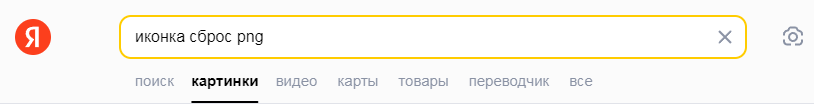 Я
иконка сброс png
поиск картинки видео карты товары переводчик все